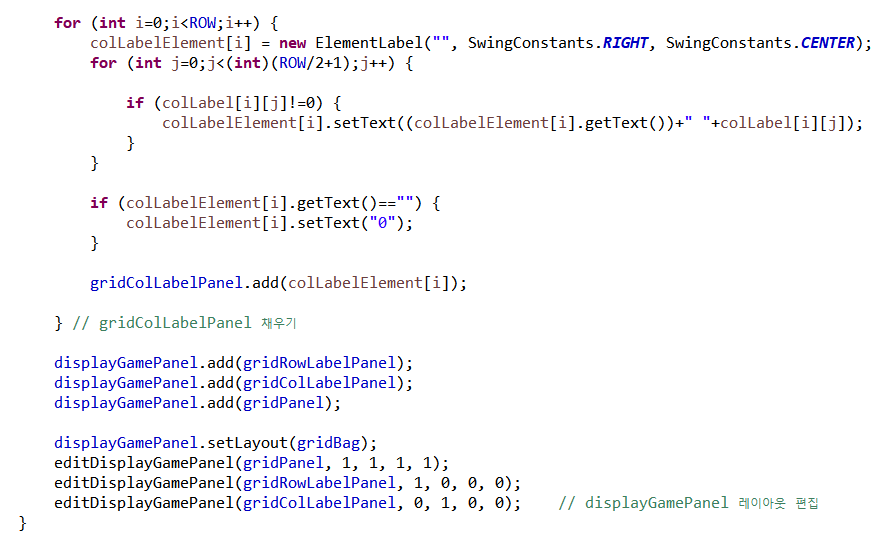 for (int i=0;i<ROW;i++) {
colLabelElement[i] = new ElementLabel("", SwingConstants.RIGHT, SwingConstants.CENTER);
for (int j=0;j<(int)(ROW/2+1);j++) {
if (colLabel[i][j]!=0) {
colLabelElement[i].setText((colLabelElement[i].getText())+" "+colLabel[i][j]);
}
}
if (colLabelElement[i].getText()=="") {
colLabelElement[i].setText("0");
}
gridColLabelPanel.add(colLabelElement[i]);
} // gridColLabelPanel 채우기
displayGamePanel.add(gridRowLabelPanel);
displayGamePanel.add(gridColLabelPanel);
displayGamePanel.add(gridPanel);
displayGamePanel.setLayout(gridBag);
editDisplayGamePanel(gridPanel, 1, 1, 1, 1);
editDisplayGamePanel(gridRowLabelPanel, 1, 0, 0, 0);
editDisplayGamePanel(gridColLabelPanel, 0, 1, 0, 0); // displayGamePanel 레이아웃 편집
}